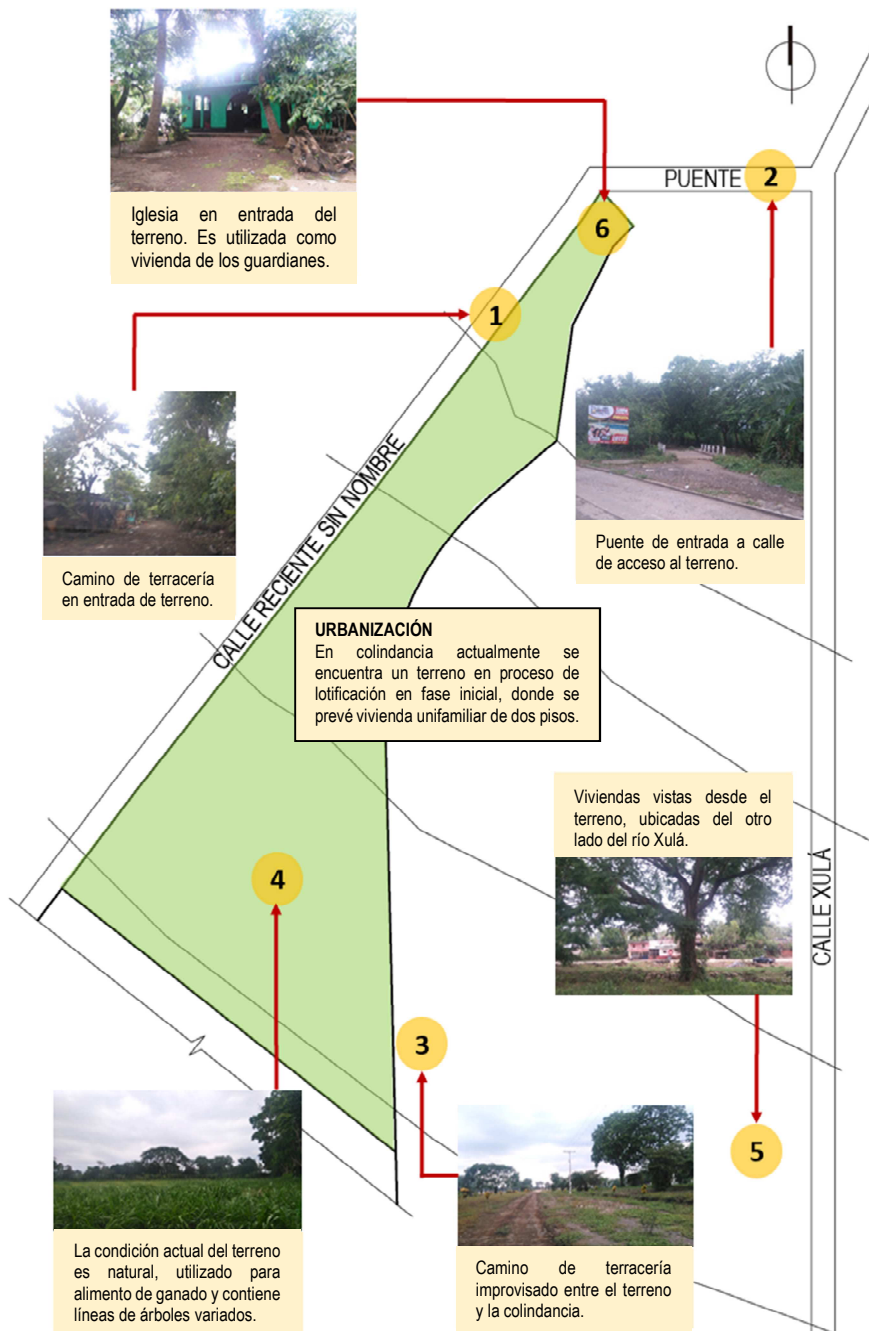 Iglesia en entrada del
terreno. Es utilizada como
vivienda de los guardianes.
PUENTE
2
6
1
Camino de terracería
en entrada de terreno.
CALLE RECIENTE SIN NOMBRE
Puente de entrada a calle
de acceso al terreno.
URBANIZACIÓN
En colindancia actualmente se
encuentra un terreno en proceso de
lotificación en fase inicial, donde se
prevé vivienda unifamiliar de dos pisos.
Viviendas vistas desde el
terreno, ubicadas del otro
lado del río Xulá.
CALLE XULÁ
4
3
5
La condición actual del terreno
es natural, utilizado para
alimento de ganado y contiene
líneas de árboles variados.
Camino de terracería
improvisado entre el terreno
y la colindancia.